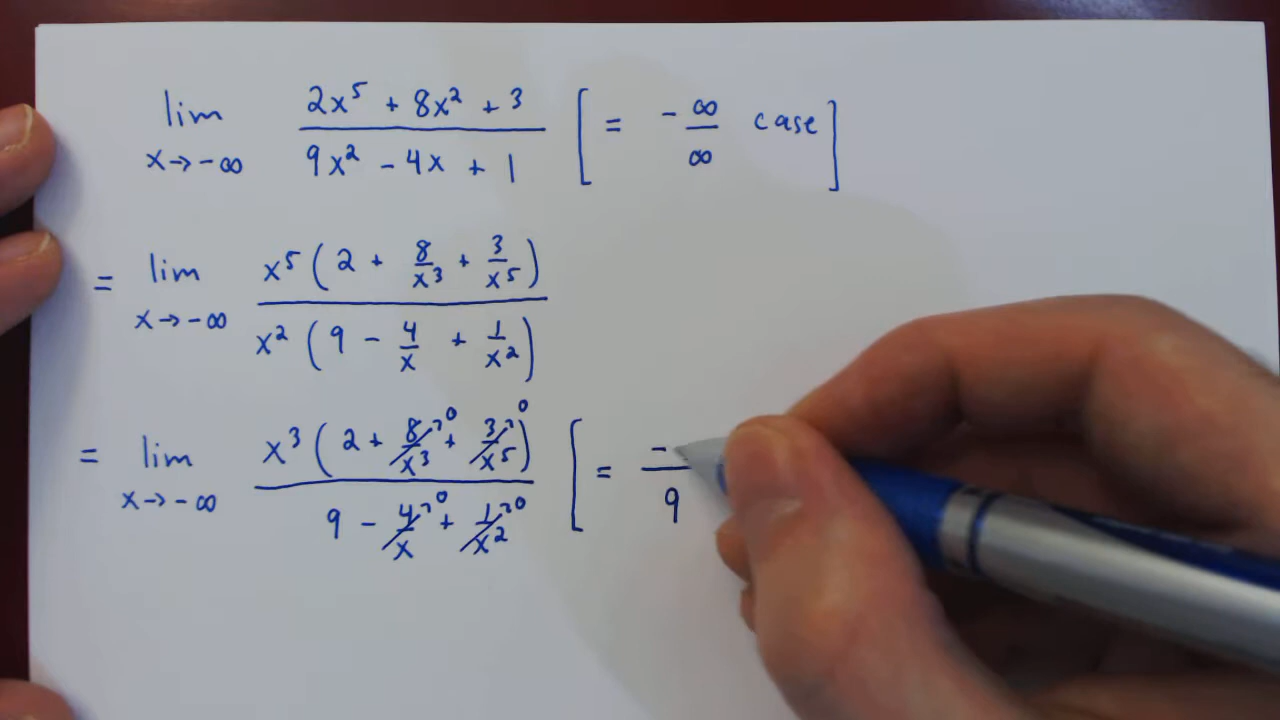 lim x→-∞ (2x⁵ + 8x² + 3)/(9x² - 4x + 1) [= -∞/∞ case]
= lim x→-∞ x⁵(2 + 8/x³ + 3/x⁵)/x²(9 - 4/x + 1/x²)
= lim x→-∞ x³(2 + 8/x³→0 + 3/x⁵→0)/(9 - 4/x→0 + 1/x²→0) [= -/9